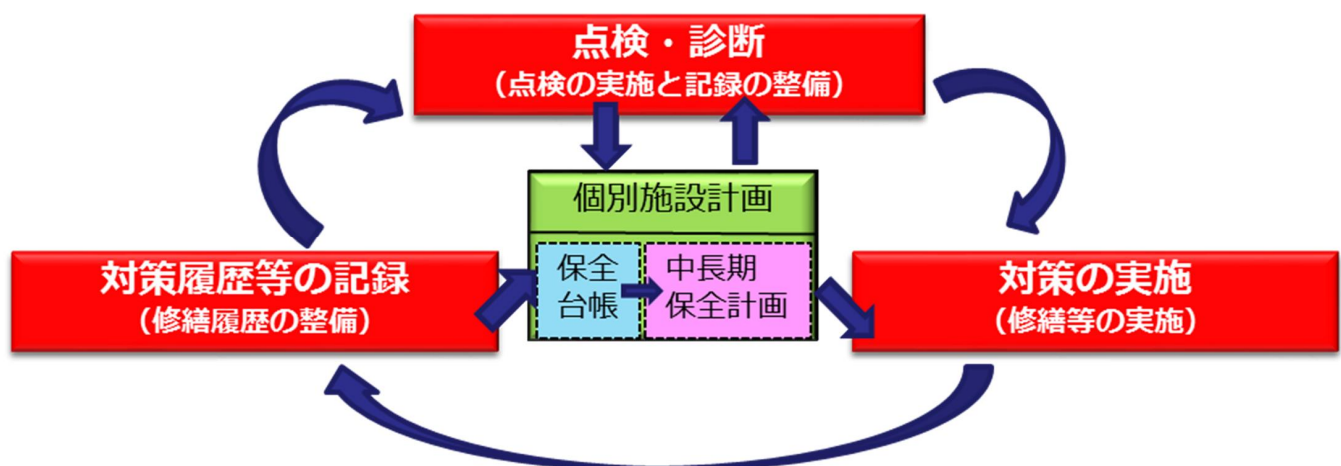 点検・診断
（点検の実施と記録の整備）
個別施設計画
保全
台帳
中長期
保全計画
対策履歴等の記録
（修繕履歴の整備）
対策の実施
（修繕等の実施）